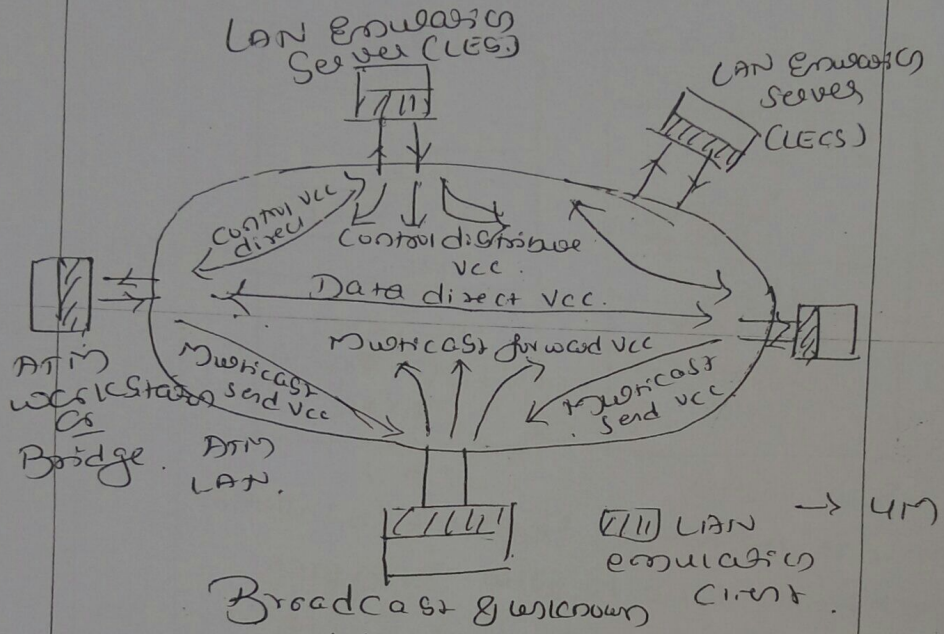 LAN Emulation
Server (LES)
LAN Emulation
Server
(LECS)
Control VCC
direct
Control distribute
VCC.
Data direct VCC.
Multicast forward VCC
Multicast
send VCC
Multicast
send VCC
ATM
workstation
or
Bridge.
ATM
LAN.
LAN
emulation
Client.
→ 4M
Broadcast & unknown